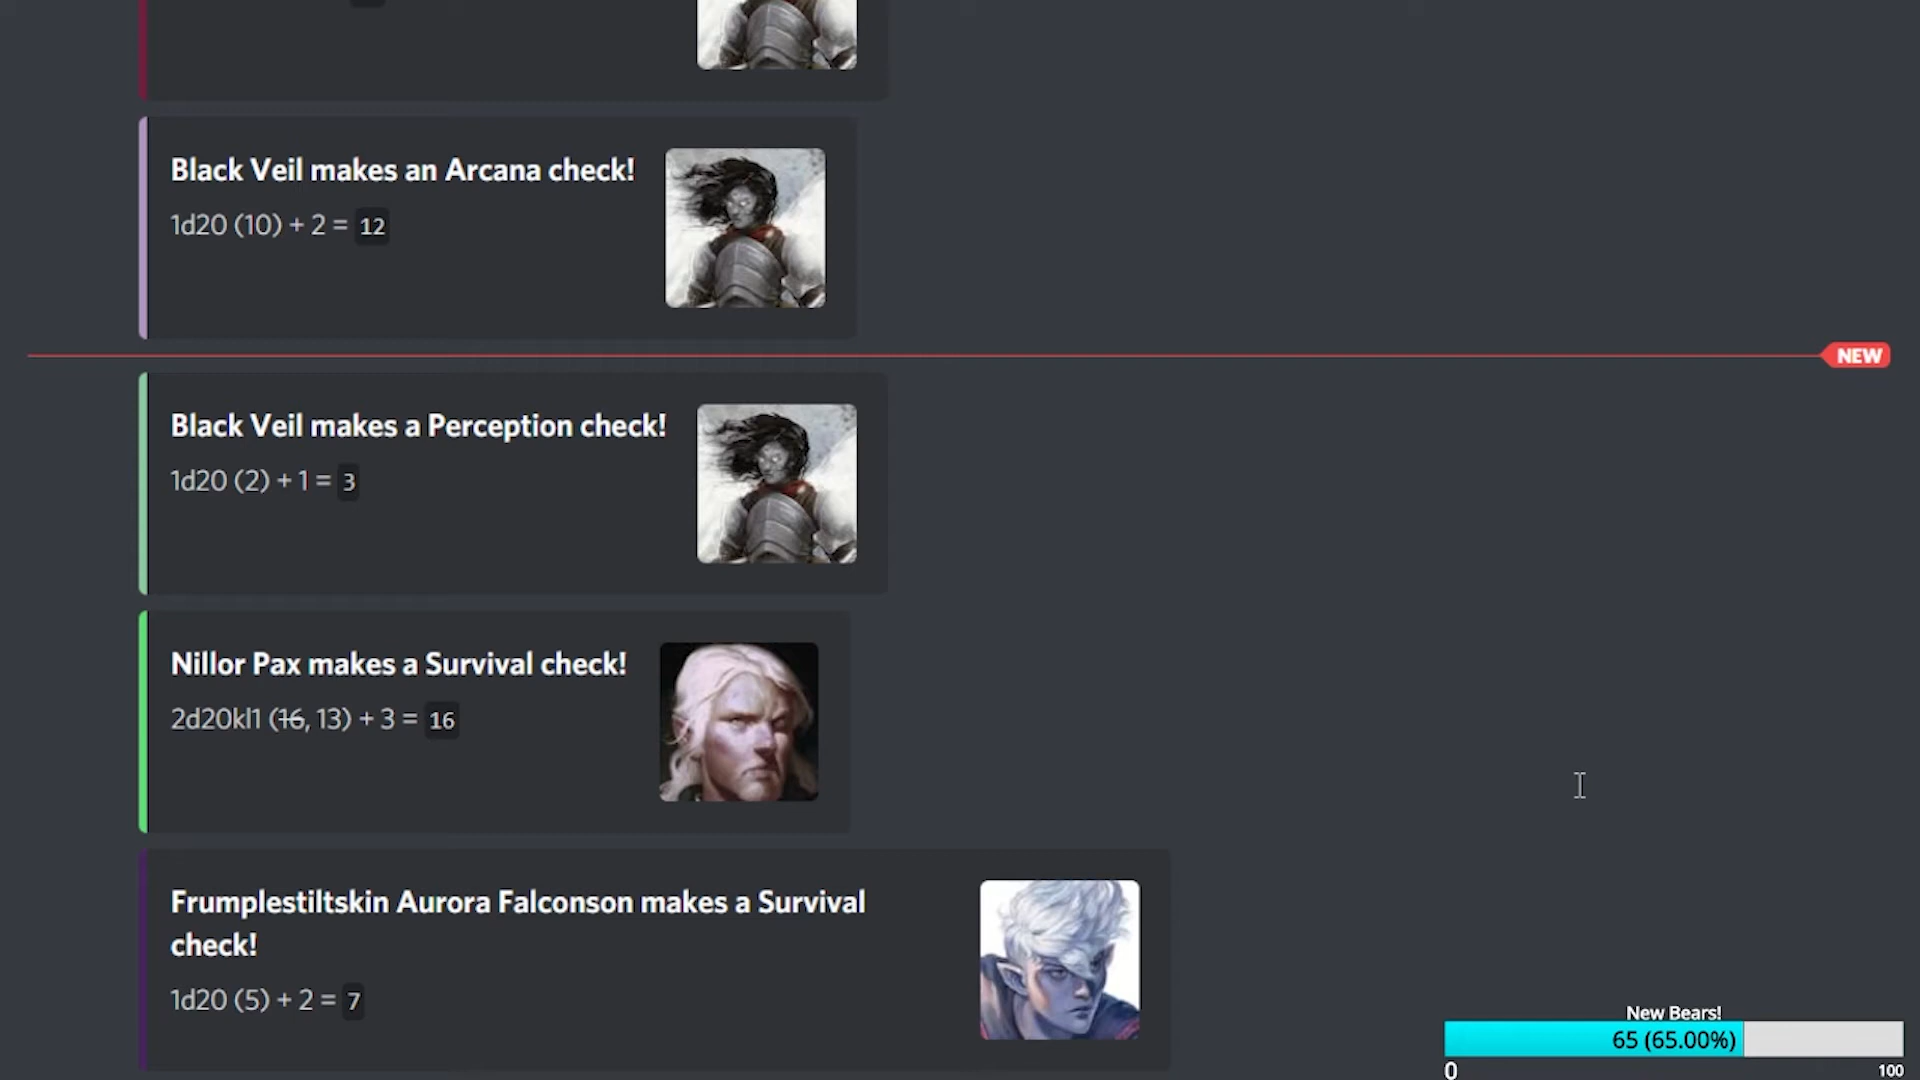 Black Veil makes an Arcana check!
1d20 (10) + 2 = 12
NEW
Black Veil makes a Perception check!
1d20 (2) + 1 = 3
Nillor Pax makes a Survival check!
2d20kl1 (16, 13) + 3 = 16
Frumplestiltskin Aurora Falconson makes a Survival
check!
1d20 (5) + 2 = 7
New Bears!
65 (65.00%)
0
100